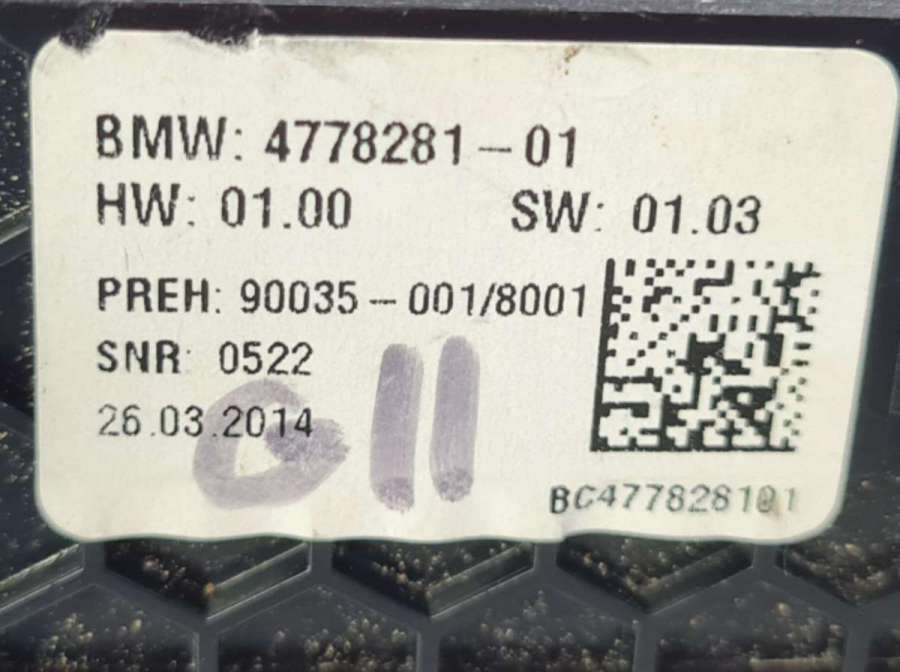 BMW: 4778281-01
HW: 01.00 SW: 01.03
PREH: 90035-001/8001
SNR: 0522
26.03.2014
011
BC477828101